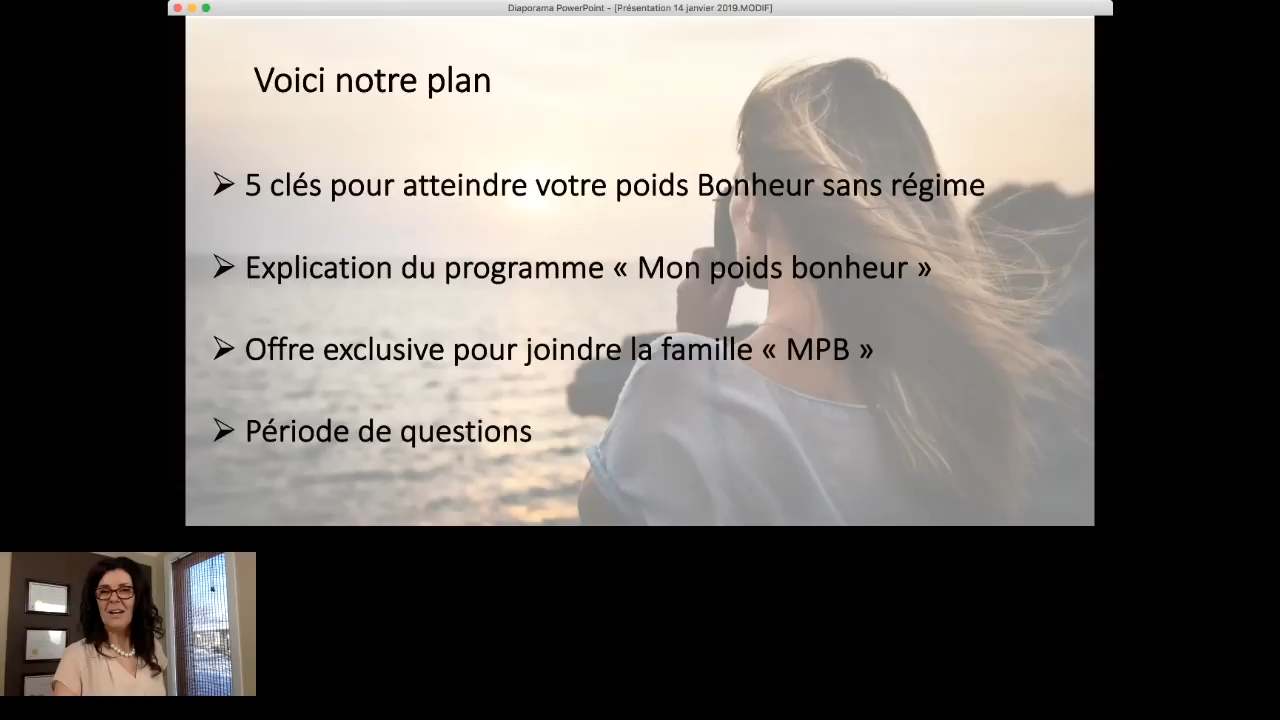 Diaporama PowerPoint - [Présentation 14 janvier 2019.MODIF]
Voici notre plan
➢ 5 clés pour atteindre votre poids Bonheur sans régime
➢ Explication du programme « Mon poids bonheur »
➢ Offre exclusive pour joindre la famille « MPB »
➢ Période de questions